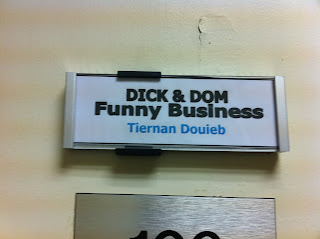 DICK & DOM
Funny Business
Tiernan Douieb